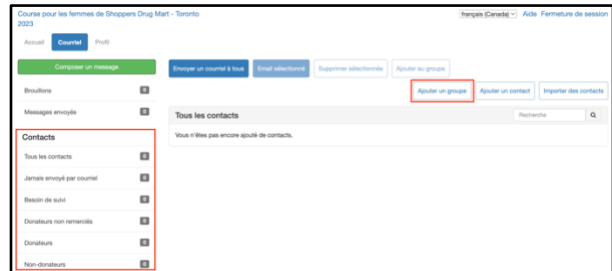 Course pour les femmes de Shoppers Drug Mart - Toronto
2023
français (Canada)
Aide
Fermeture de session
Accueil
Courriel
Profil
Composer un message
Envoyer un courriel à tous
Email sélectionné
Supprimer sélectionnée
Ajouter au groupe
Brouillons
0
Ajouter un groupe
Ajouter un contact
Importer des contacts
Messages envoyés
0
Tous les contacts
Recherche
Vous n'êtes pas encore ajouté de contacts.
Contacts
Tous les contacts
0
Jamais envoyé par courriel
0
Besoin de suivi
0
Donateurs non remerciés
0
Donateurs
0
Non-donateurs
0